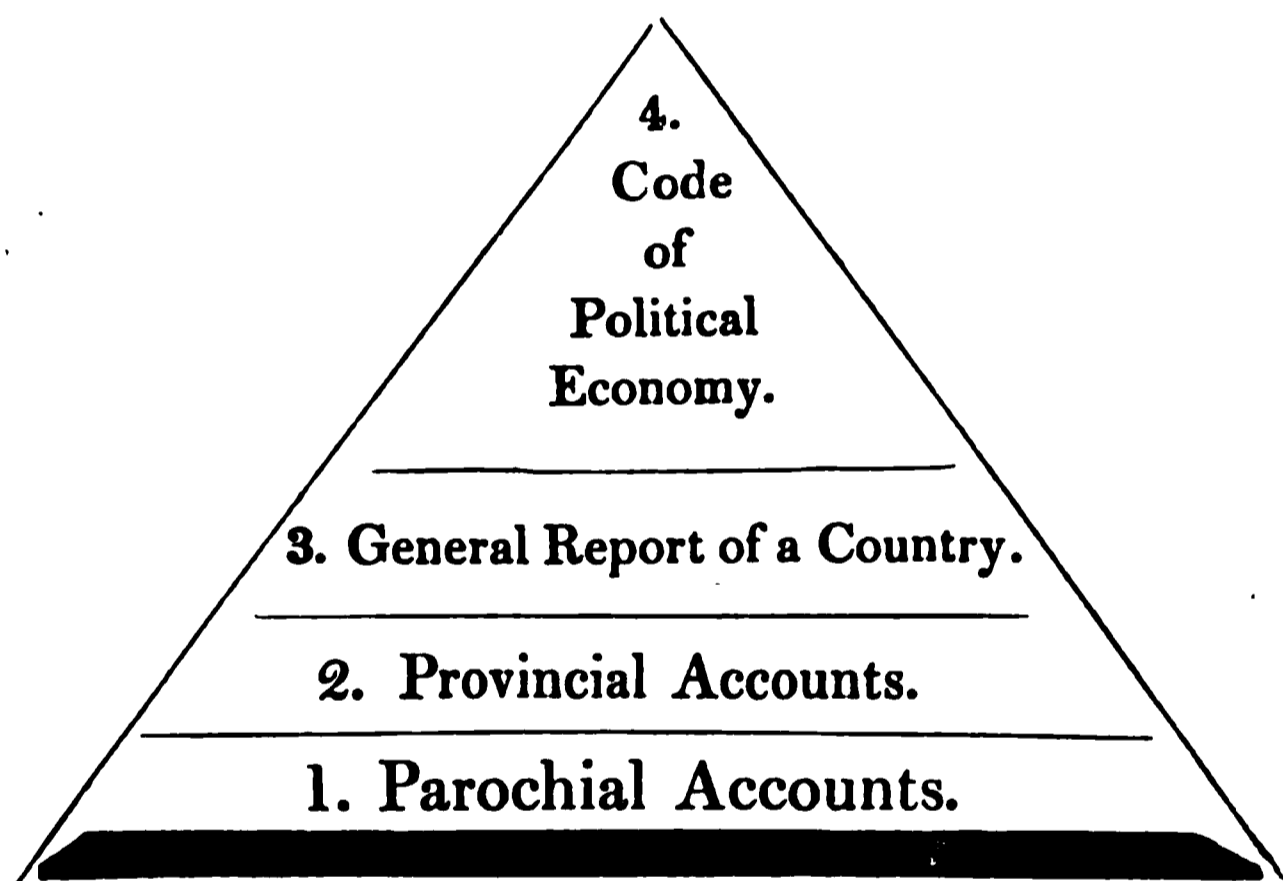 4.
Code
of
Political
Economy.
3. General Report of a Country.
2. Provincial Accounts.
1. Parochial Accounts.